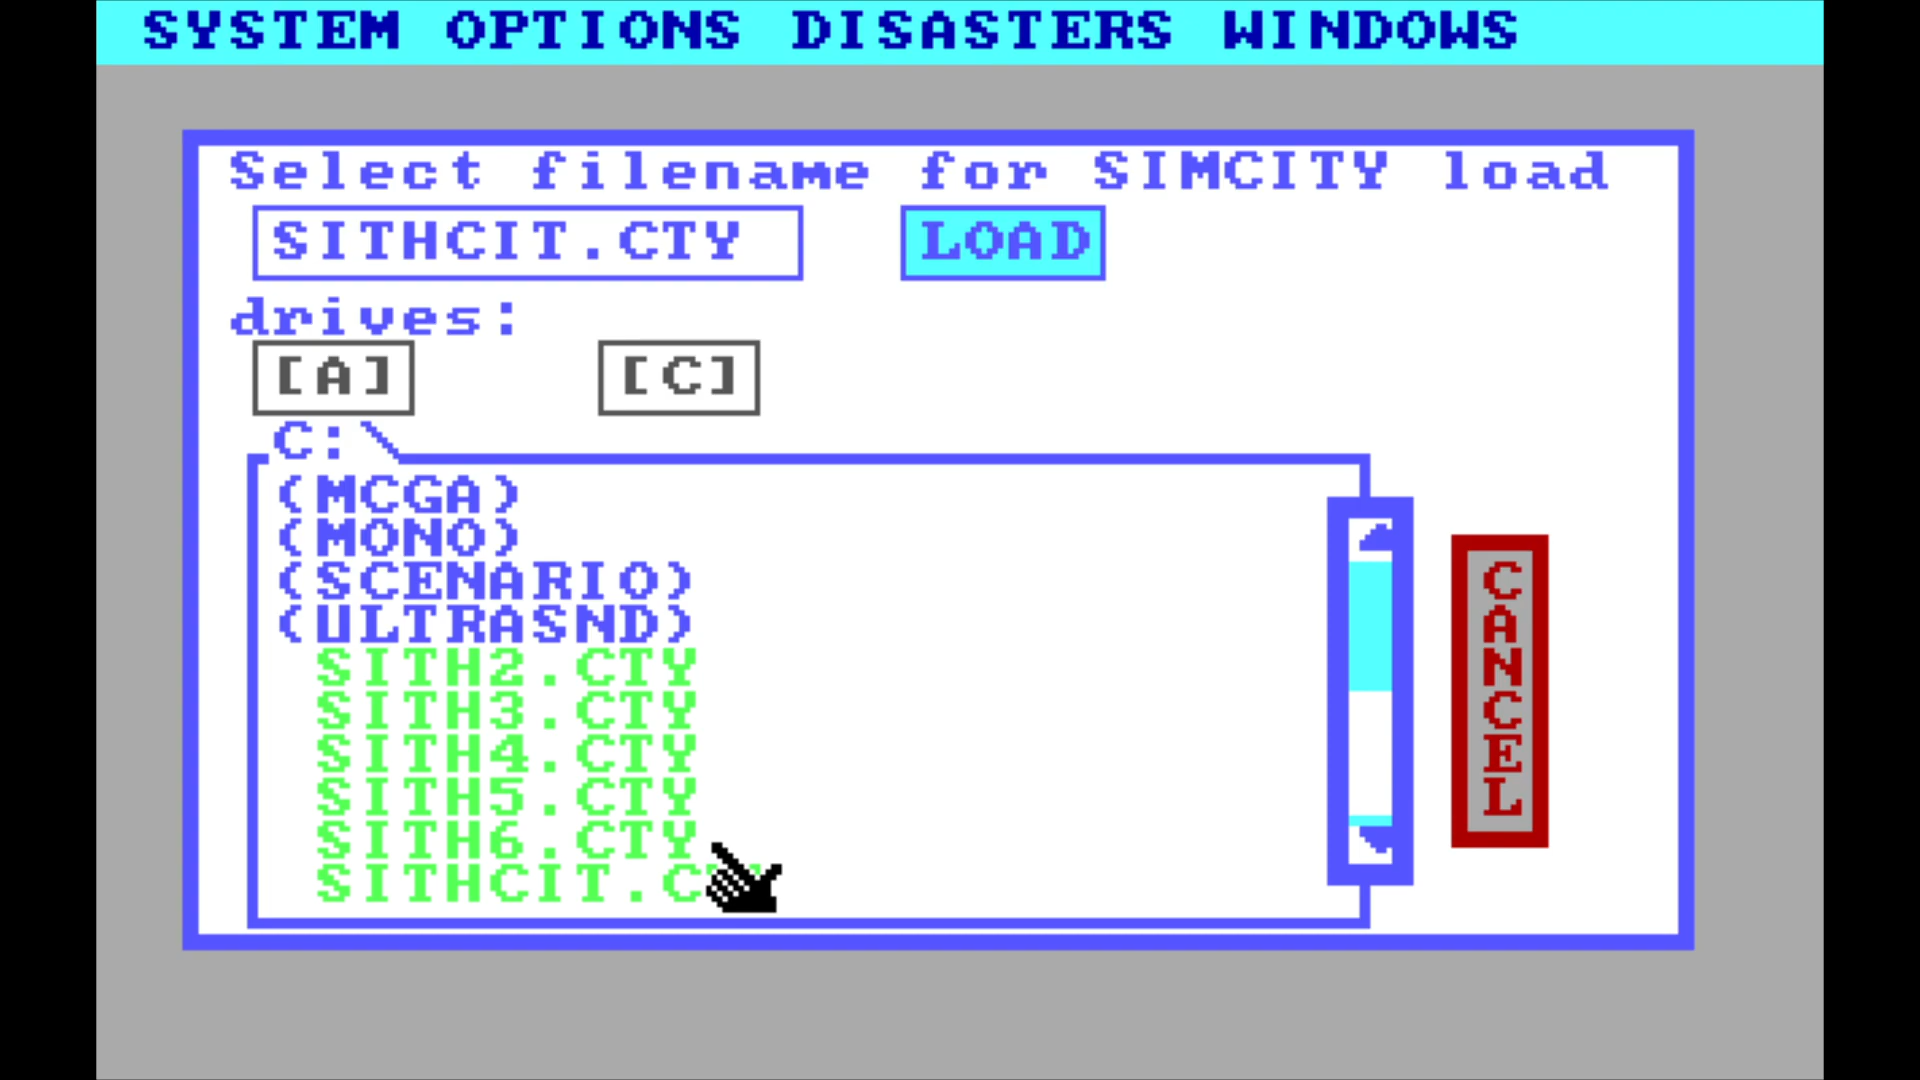 SYSTEM OPTIONS DISASTERS WINDOWS
Select filename for SIMCITY load
SITHCIT.CTY LOAD
drives:
[A] [C]
C:\
(MCGA)
(MONO)
(SCENARIO)
(ULTRASND)
SITH2.CTY
SITH3.CTY
SITH4.CTY
SITH5.CTY
SITH6.CTY
SITHCIT.C
CANCEL